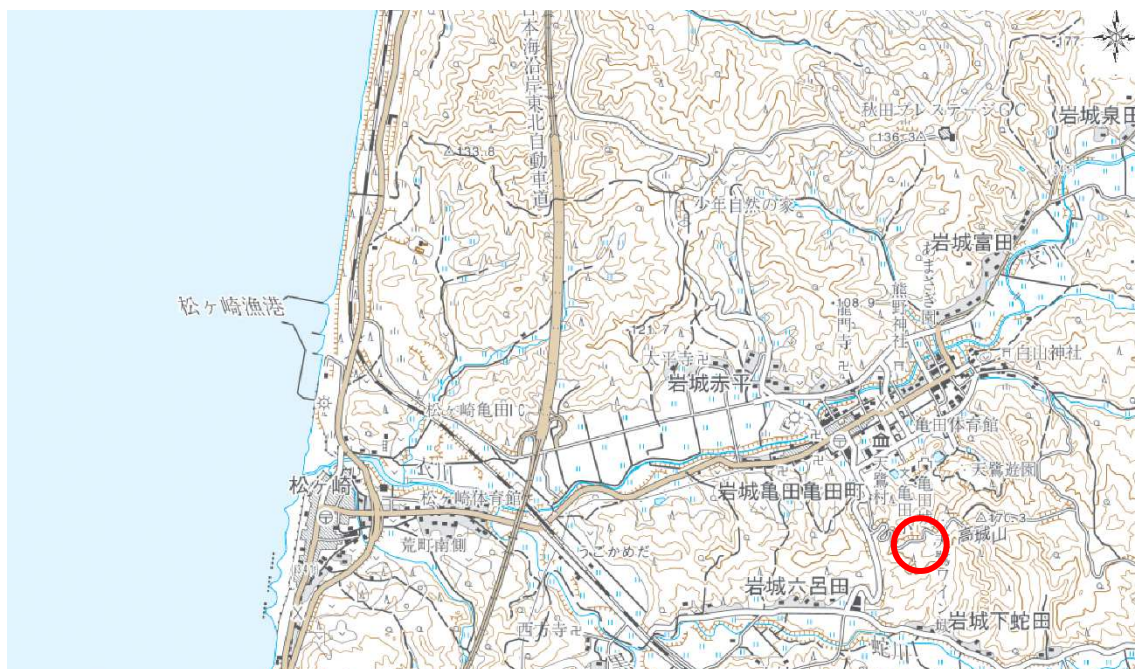 日本海沿岸東北自動車道
・177.
秋田プレステージGC
136.3
岩城泉田
133.8
少年自然の家
岩城富田
衣川
松ヶ崎漁港
・108.9
龍門寺
熊野神社
・121.7
太平寺
白山神社
岩城赤平
松ヶ崎亀田IC
亀田体育館
天鷺遊園
衣川
松ヶ崎
松ヶ崎体育館
岩城亀田亀田町
天鷺村
170.3
高城山
荒町南側
うごかめだ
岩城六呂田
岩城下蛇田
西方寺